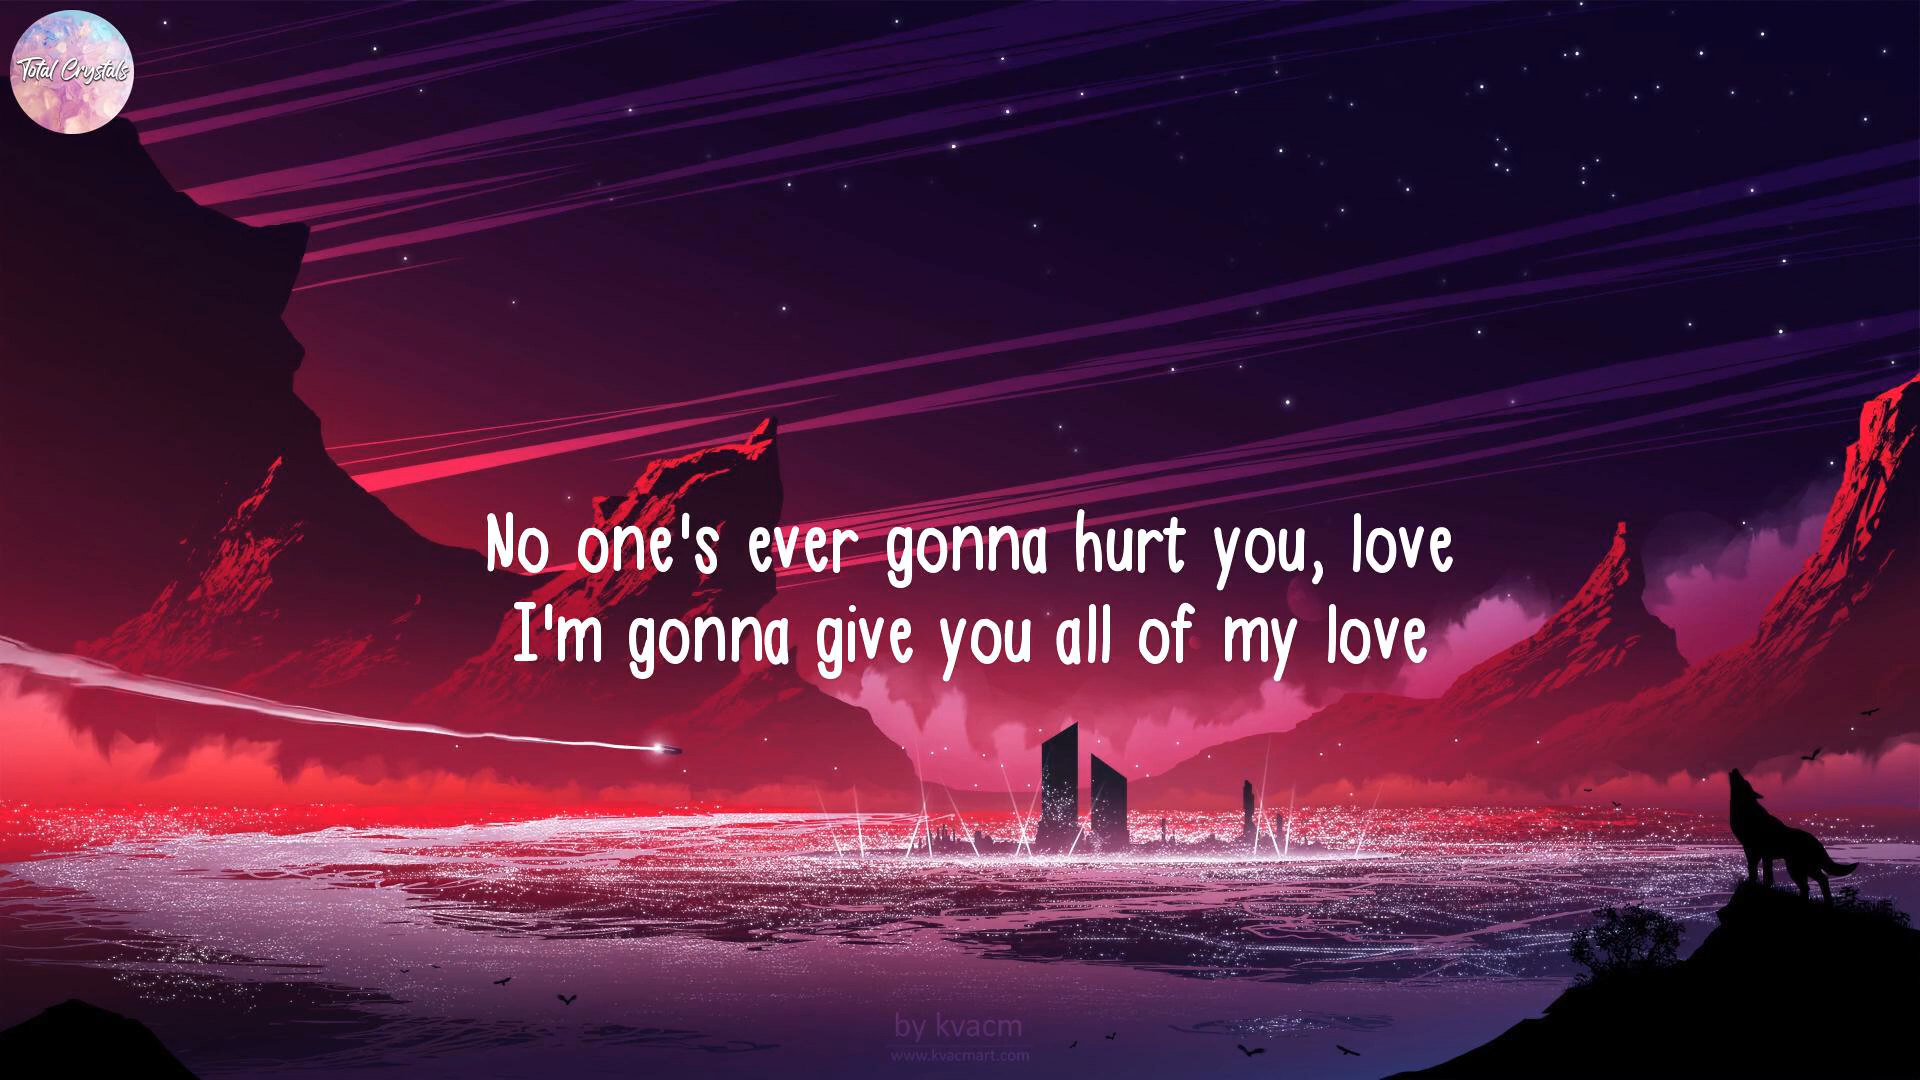 Total Crystals
No one's ever gonna hurt you, love
I'm gonna give you all of my love
by kvacm
www.kvacmart.com